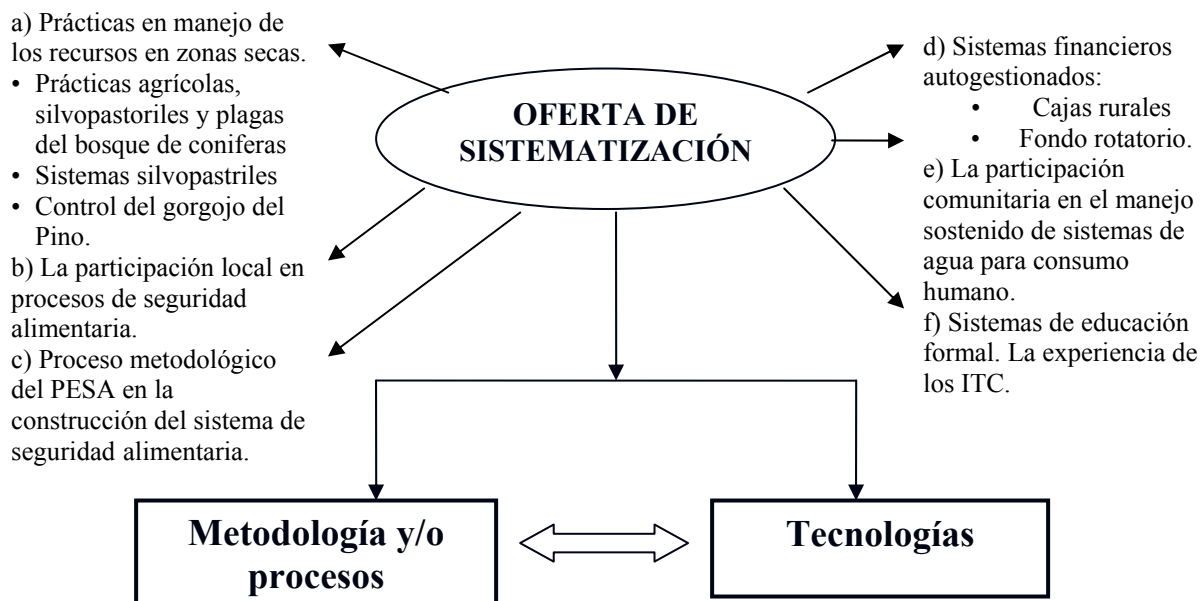 a) Prácticas en manejo de
los recursos en zonas secas.
• Prácticas agrícolas,
silvopastoriles y plagas
del bosque de coniferas
• Sistemas silvopastriles
• Control del gorgojo del
Pino.
b) La participación local en
procesos de seguridad
alimentaria.
c) Proceso metodológico
del PESA en la
construcción del sistema de
seguridad alimentaria.
OFERTA DE
SISTEMATIZACIÓN
d) Sistemas financieros
autogestionados:
• Cajas rurales
• Fondo rotatorio.
e) La participación
comunitaria en el manejo
sostenido de sistemas de
agua para consumo
humano.
f) Sistemas de educación
formal. La experiencia de
los ITC.
Metodología y/o
procesos
Tecnologías